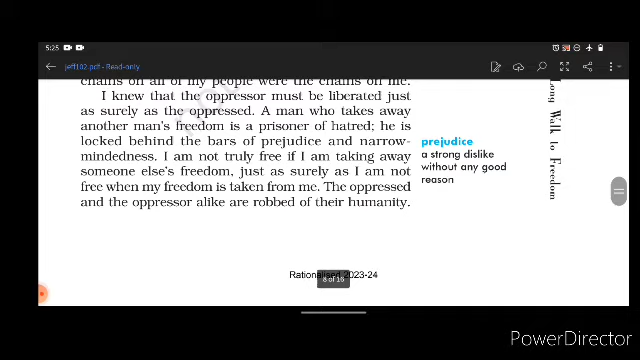 5:25
jeff102.pdf - Read-only
chains on all of my people were the chains on me.
I knew that the oppressor must be liberated just
as surely as the oppressed. A man who takes away
another man's freedom is a prisoner of hatred; he is
locked behind the bars of prejudice and narrow-
mindedness. I am not truly free if I am taking away
someone else's freedom, just as surely as I am not
free when my freedom is taken from me. The oppressed
and the oppressor alike are robbed of their humanity.
prejudice
a strong dislike
without any good
reason
Long Walk to Freedom
Rationalised 2023-24
8 of 16
PowerDirector